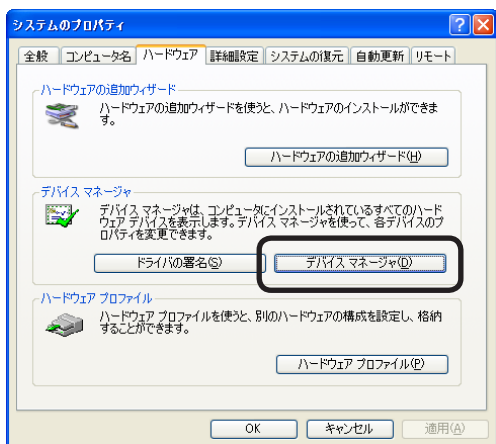 システムのプロパティ
全般 コンピュータ名 ハードウェア 詳細設定 システムの復元 自動更新 リモート
ハードウェアの追加ウィザード
ハードウェアの追加ウィザードを使うと、ハードウェアのインストールができま
す。
ハードウェアの追加ウィザード(H)
デバイス マネージャ
デバイス マネージャは、コンピュータにインストールされているすべてのハード
ウェア デバイスを表示します。デバイス マネージャを使って、各デバイスのプ
ロパティを変更できます。
ドライバの署名(S) デバイス マネージャ(D)
ハードウェア プロファイル
ハードウェア プロファイルを使うと、別のハードウェアの構成を設定し、格納
することができます。
ハードウェア プロファイル(P)
OK キャンセル 適用(A)